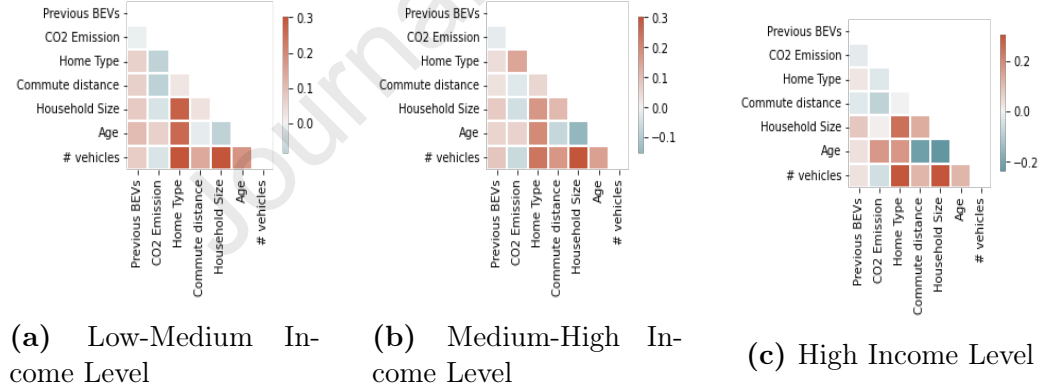 Previous BEVs
CO2 Emission
Home Type
Commute distance
Household Size
Age
# vehicles
0.3
0.2
0.1
0.0
Previous BEVs
CO2 Emission
Home Type
Commute distance
Household Size
Age
# vehicles
Previous BEVs
CO2 Emission
Home Type
Commute distance
Household Size
Age
# vehicles
0.3
0.2
0.1
0.0
−0.1
Previous BEVs
CO2 Emission
Home Type
Commute distance
Household Size
Age
# vehicles
Previous BEVs
CO2 Emission
Home Type
Commute distance
Household Size
Age
# vehicles
0.2
0.0
−0.2
Previous BEVs
CO2 Emission
Home Type
Commute distance
Household Size
Age
# vehicles
Journa
(a) Low-Medium In-
come Level
(b) Medium-High In-
come Level
(c) High Income Level